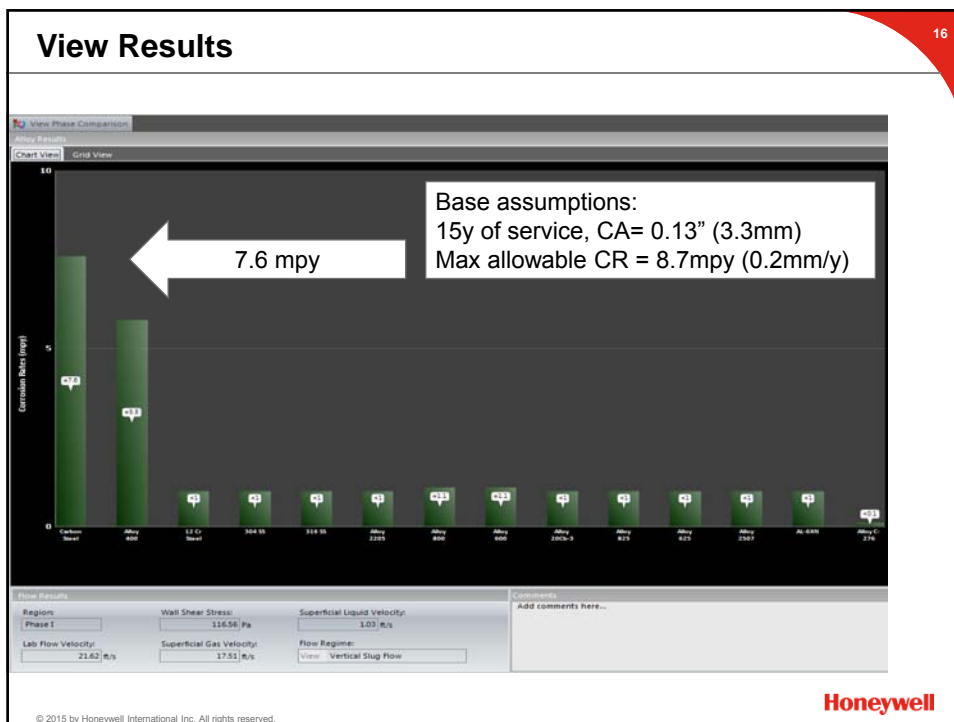 View Results
16
View Phase Comparison
Alloy Results
Chart View Grid View
10
Base assumptions:
15y of service, CA= 0.13” (3.3mm)
Max allowable CR = 8.7mpy (0.2mm/y)
7.6 mpy
Corrosion Rates (mpy)
5
0
Carbon Steel
Alloy 400
12 Cr Steel
304 SS
316 SS
Alloy 2205
Alloy 800
Alloy 600
Alloy 20Cb-3
Alloy 825
Alloy 625
Alloy 2507
AL-6XN
Alloy C-276
Flow Results
Comments
Region:
Wall Shear Stress:
Superficial Liquid Velocity:
Add comments here...
Phase I
116.56 Pa
1.03 ft/s
Lab Flow Velocity:
Superficial Gas Velocity:
Flow Regime:
21.62 ft/s
17.51 ft/s
View Vertical Slug Flow
Honeywell
© 2015 by Honeywell International Inc. All rights reserved.